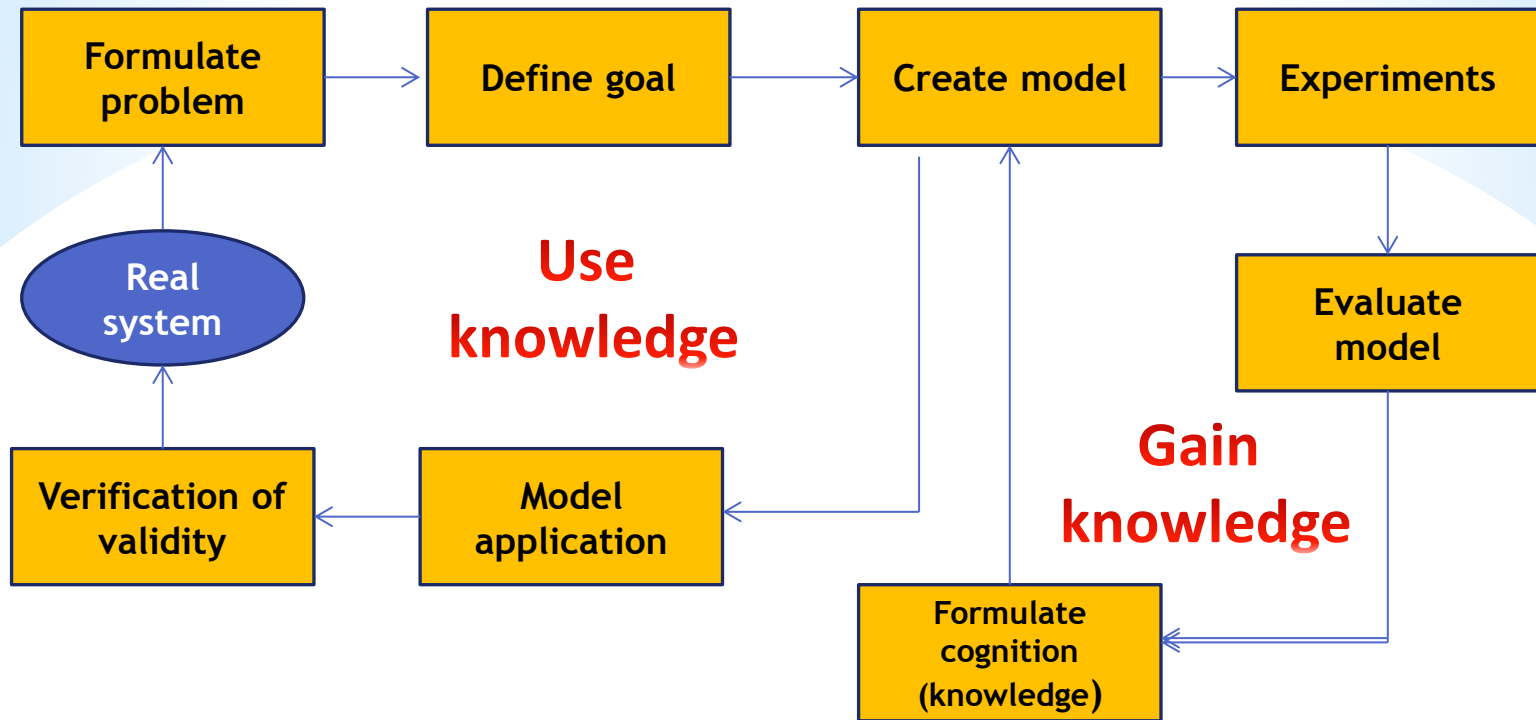 Formulate
problem
Define goal
Create model
Experiments
Real
system
Use
knowledge
Evaluate
model
Gain
knowledge
Verification of
validity
Model
application
Formulate
cognition
(knowledge)